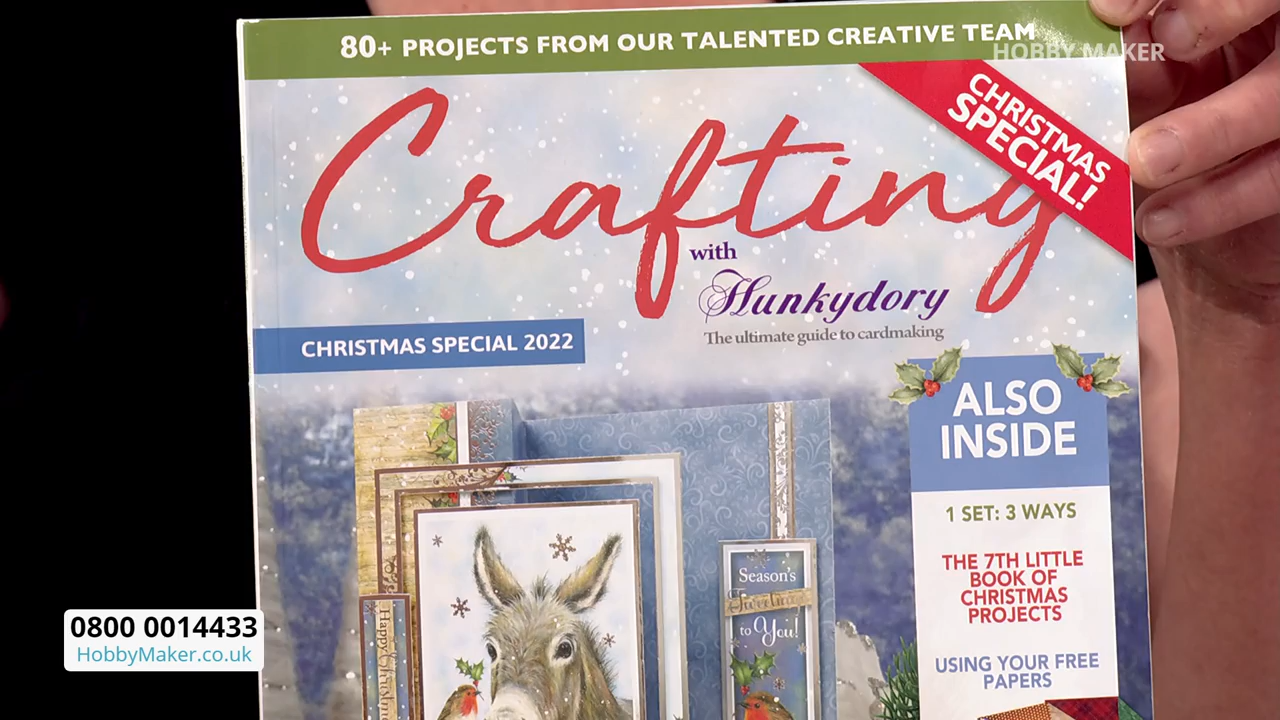 80+ PROJECTS FROM OUR TALENTED CREATIVE TEAM
HOBBY MAKER
CHRISTMAS
SPECIAL!
Crafting
with
Hunkydory
The ultimate guide to cardmaking
CHRISTMAS SPECIAL 2022
ALSO
INSIDE
1 SET: 3 WAYS
THE 7TH LITTLE
BOOK OF
CHRISTMAS
PROJECTS
USING YOUR FREE
PAPERS
Season's
to You!
Happy
0800 0014433
HobbyMaker.co.uk